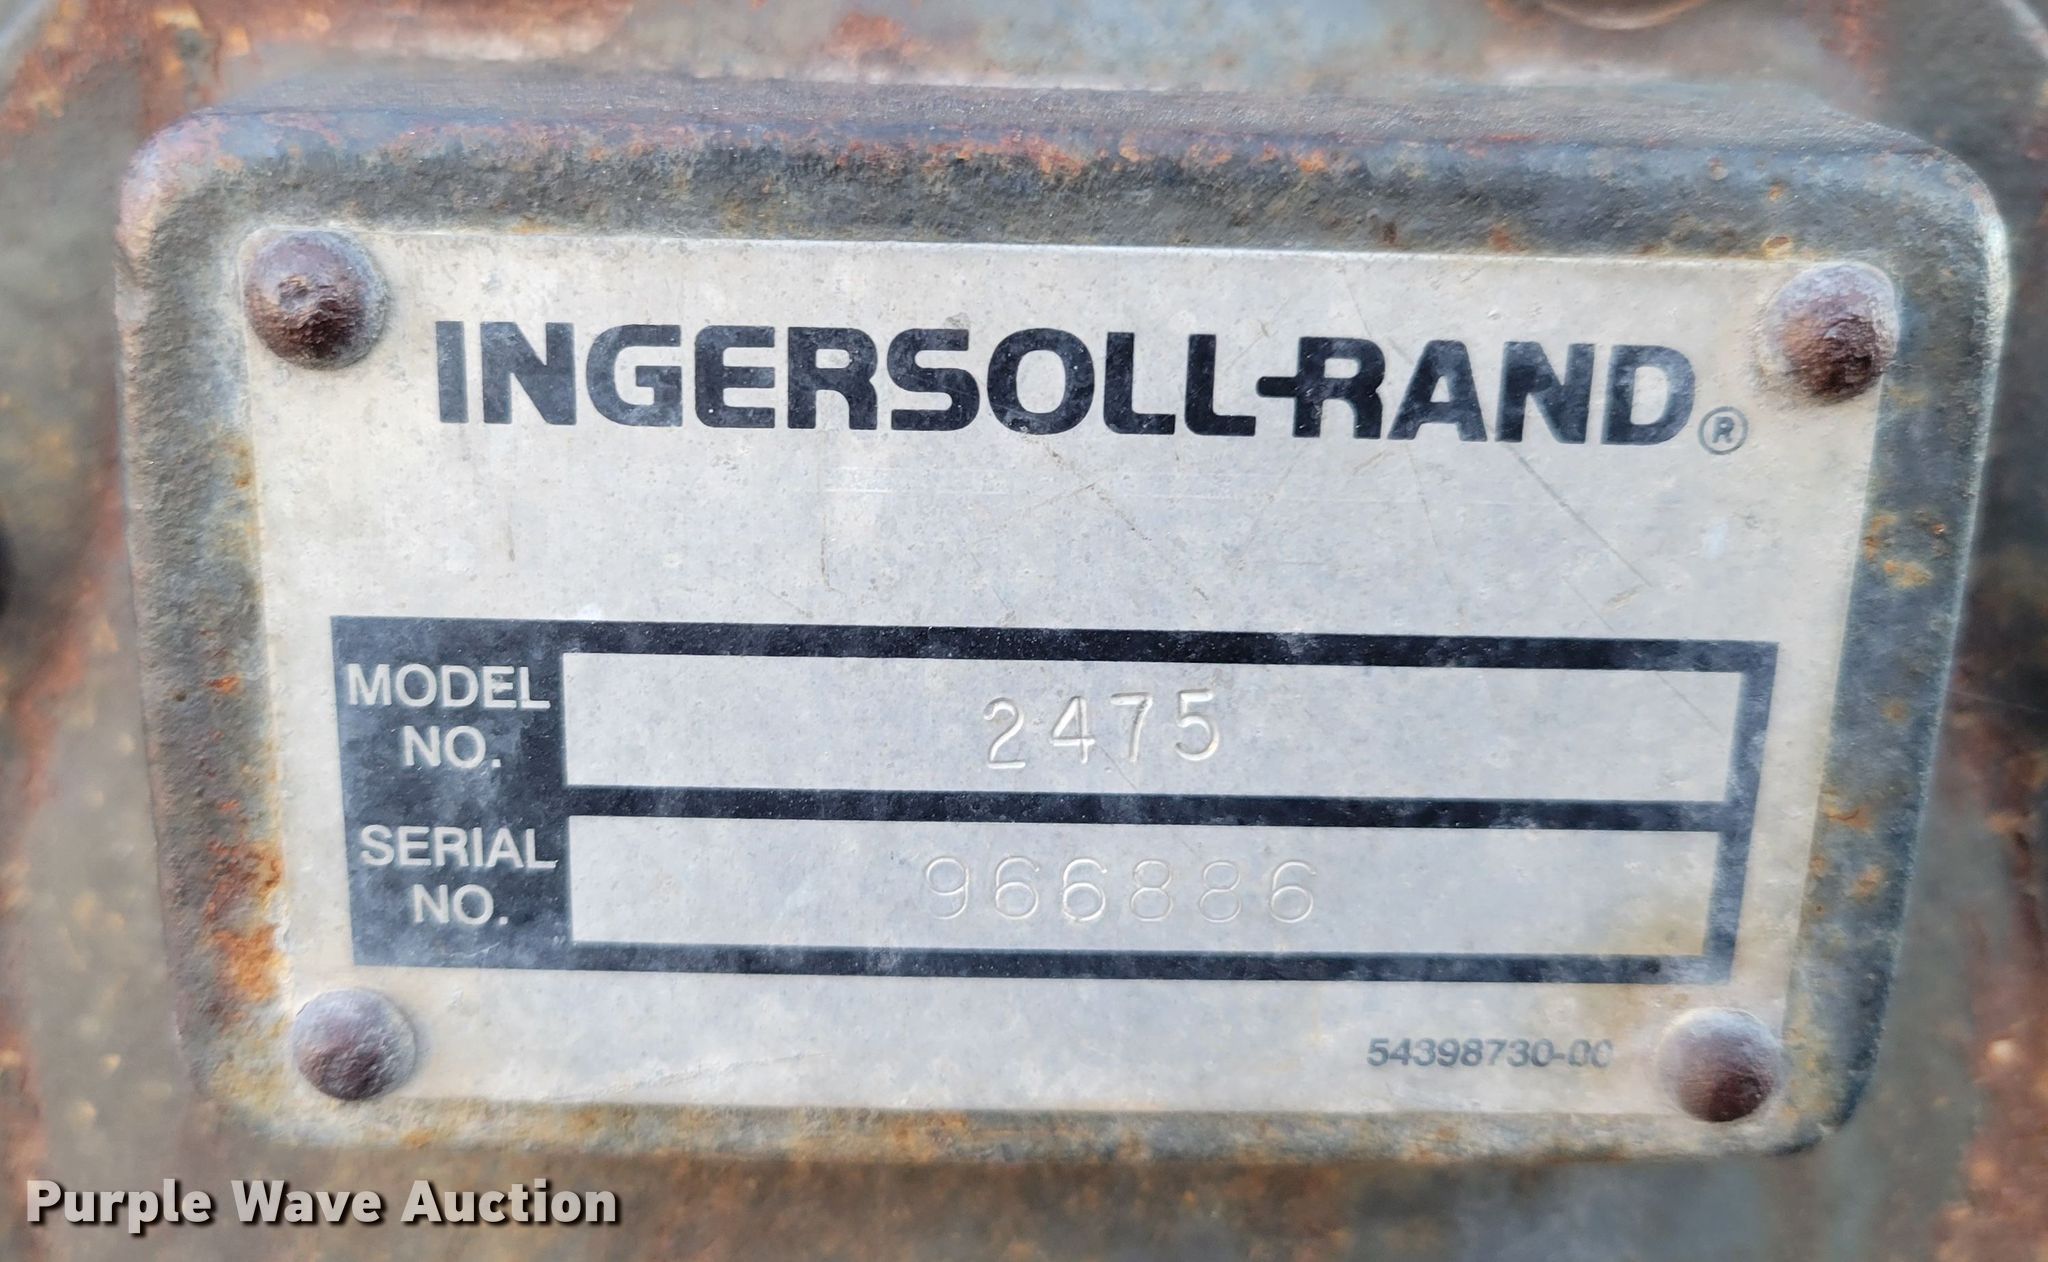 INGERSOLL-RAND®
MODEL NO. 2475
SERIAL NO. 966886
54398730-00
Purple Wave Auction